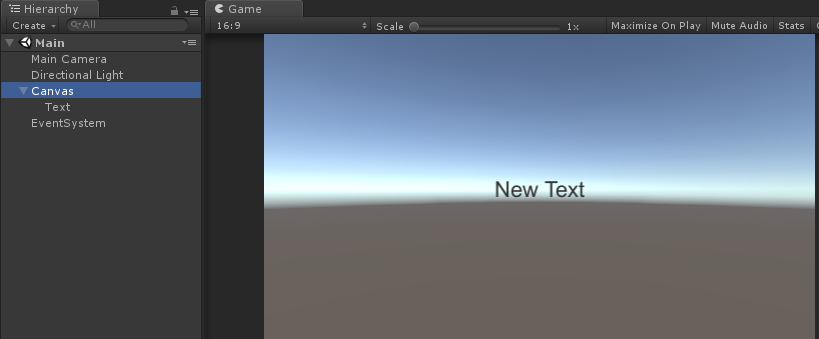 Hierarchy
Create All
Main
Main Camera
Directional Light
Canvas
Text
EventSystem
Game
16:9 Scale 1x Maximize On Play Mute Audio Stats
New Text